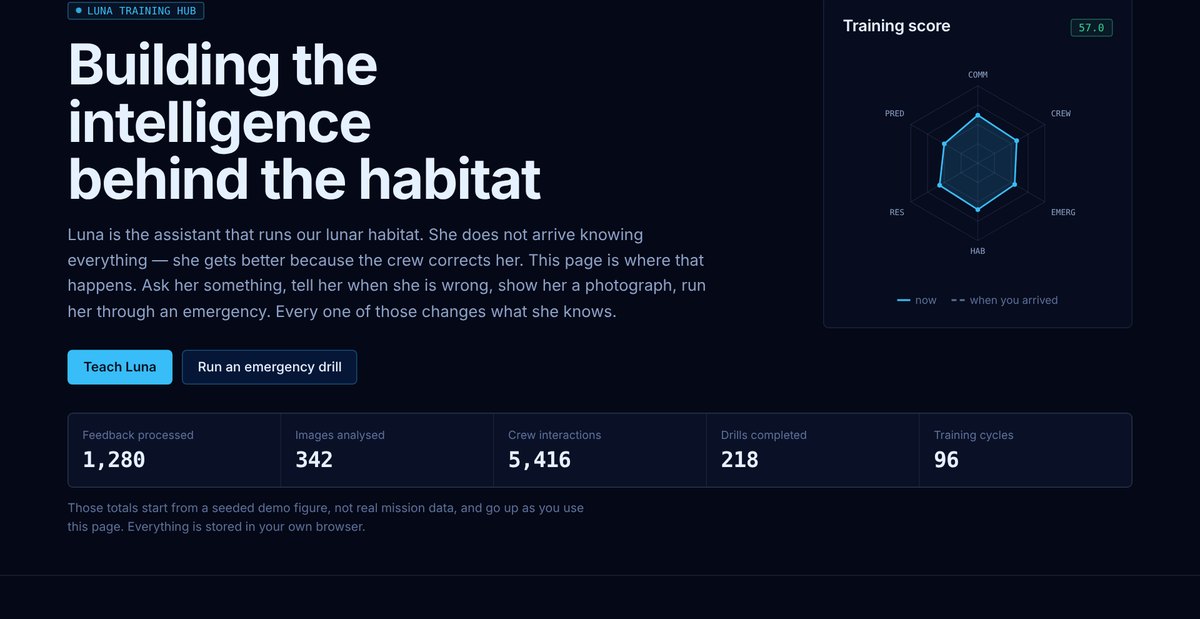 LUNA TRAINING HUB
Building the
intelligence
behind the habitat
Luna is the assistant that runs our lunar habitat. She does not arrive knowing
everything — she gets better because the crew corrects her. This page is where that
happens. Ask her something, tell her when she is wrong, show her a photograph, run
her through an emergency. Every one of those changes what she knows.
Teach Luna
Run an emergency drill
Training score
57.0
COMM
PRED
CREW
RES
EMERG
HAB
now
when you arrived
Feedback processed
1,280
Images analysed
342
Crew interactions
5,416
Drills completed
218
Training cycles
96
Those totals start from a seeded demo figure, not real mission data, and go up as you use
this page. Everything is stored in your own browser.